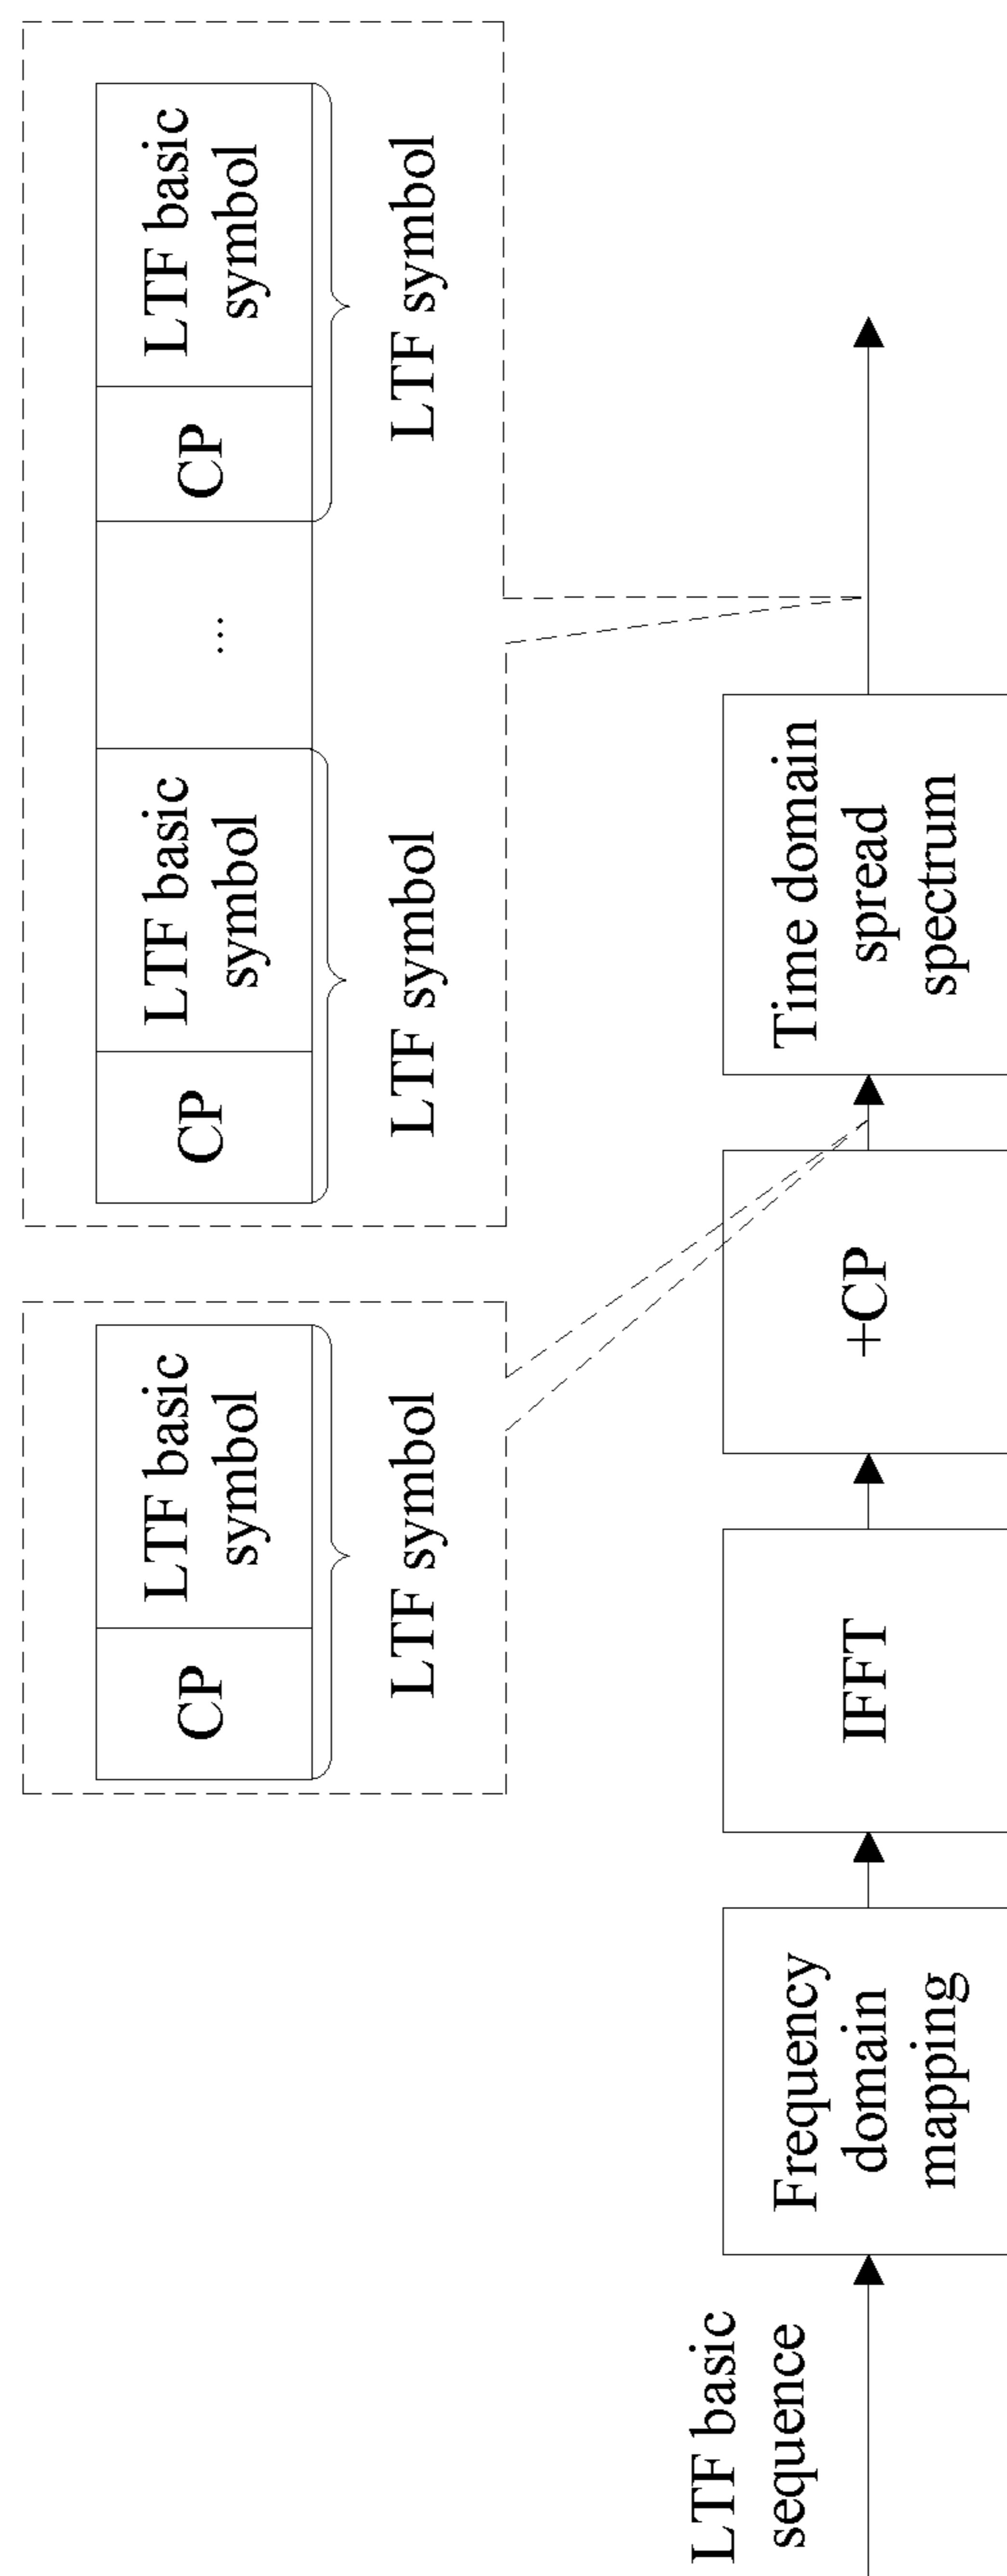 CP
LTF basic
symbol
LTF symbol
CP
LTF basic
symbol
LTF symbol
...
CP
LTF basic
symbol
LTF symbol
LTF basic
sequence
Frequency
domain
mapping
IFFT
+CP
Time domain
spread
spectrum